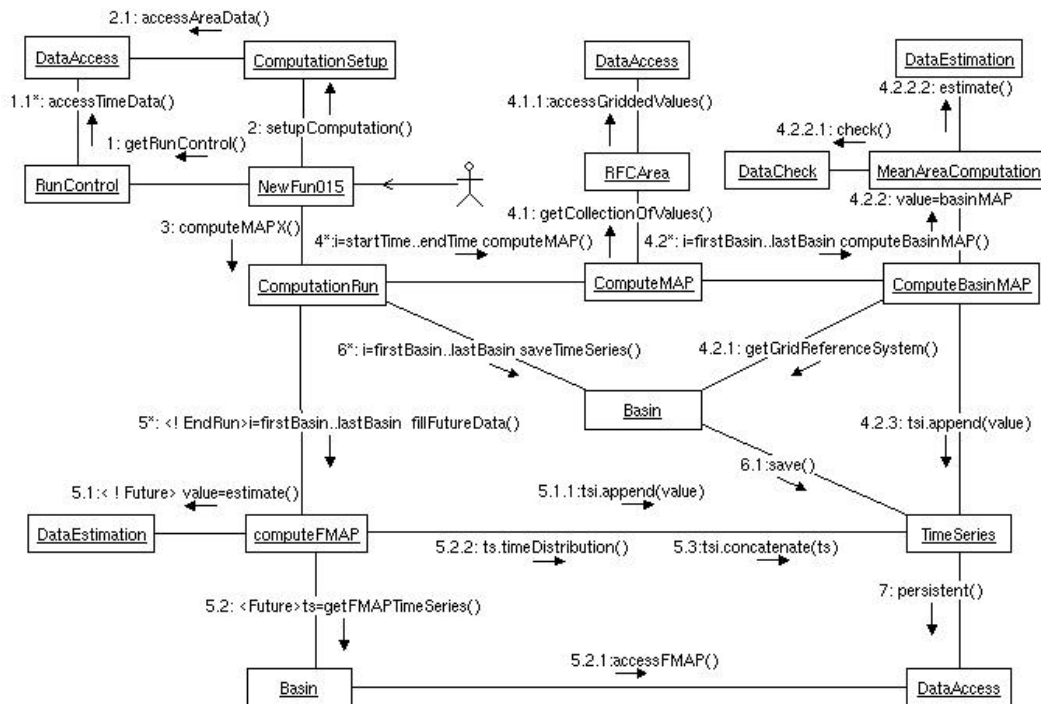 2.1: accessAreaData()
DataAccess
ComputationSetup
DataAccess
DataEstimation
1.1*: accessTimeData()
4.1.1:accessGriddedValues()
4.2.2.2: estimate()
2: setupComputation()
1: getRunControl()
4.2.2.1: check()
RunControl
NewFun015
RFCArea
DataCheck
MeanAreaComputation
4.1: getCollectionOfValues()
4.2.2: value=basinMAP
3: computeMAPX()
4*:i=startTime..endTime computeMAP()
4.2*: i=firstBasin..lastBasin computeBasinMAP()
ComputationRun
ComputeMAP
ComputeBasinMAP
6*: i=firstBasin..lastBasin saveTimeSeries()
4.2.1: getGridReferenceSystem()
Basin
5*: <! EndRun>i=firstBasin..lastBasin fillFutureData()
4.2.3: tsi.append(value)
6.1:save()
5.1:< ! Future> value=estimate()
5.1.1:tsi.append(value)
DataEstimation
computeFMAP
TimeSeries
5.2.2: ts.timeDistribution()
5.3:tsi.concatenate(ts)
5.2: <Future>ts=getFMAPTimeSeries()
7: persistent()
5.2.1:accessFMAP()
Basin
DataAccess